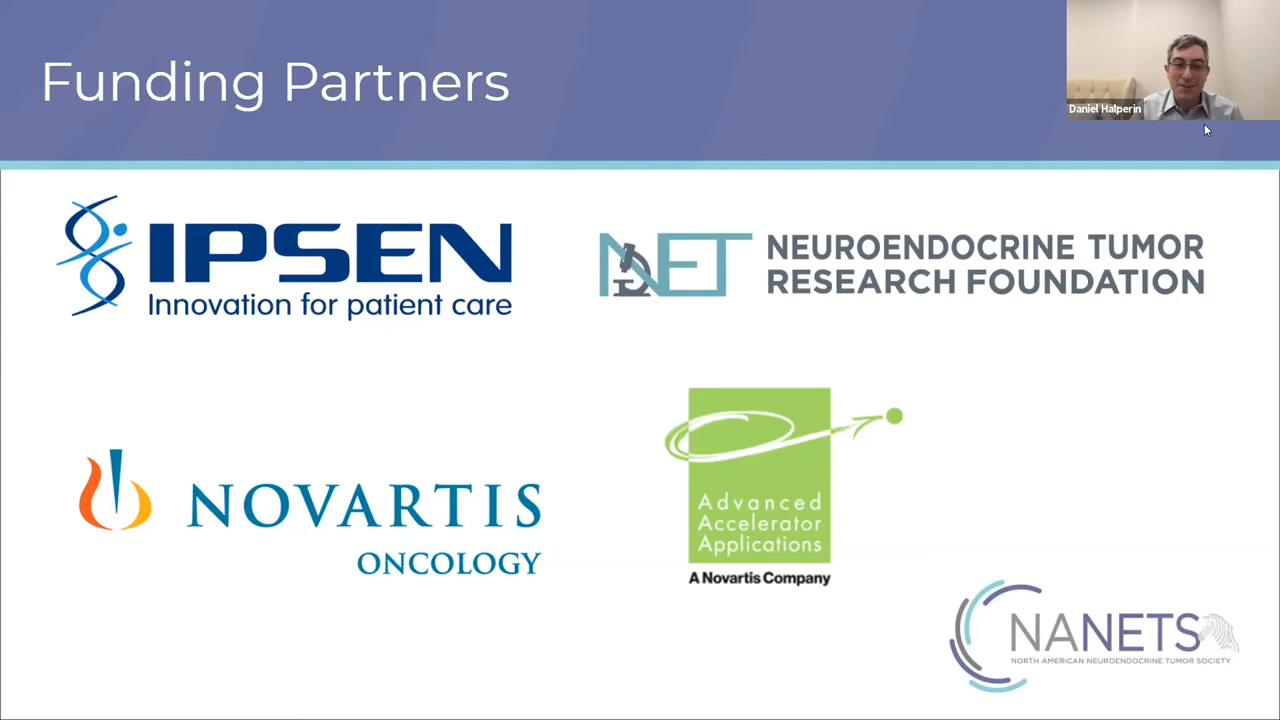 Funding Partners
Daniel Halperin
IPSEN
Innovation for patient care
NET
NEUROENDOCRINE TUMOR
RESEARCH FOUNDATION
NOVARTIS
ONCOLOGY
Advanced
Accelerator
Applications
A Novartis Company
NANETS
NORTH AMERICAN NEUROENDOCRINE TUMOR SOCIETY